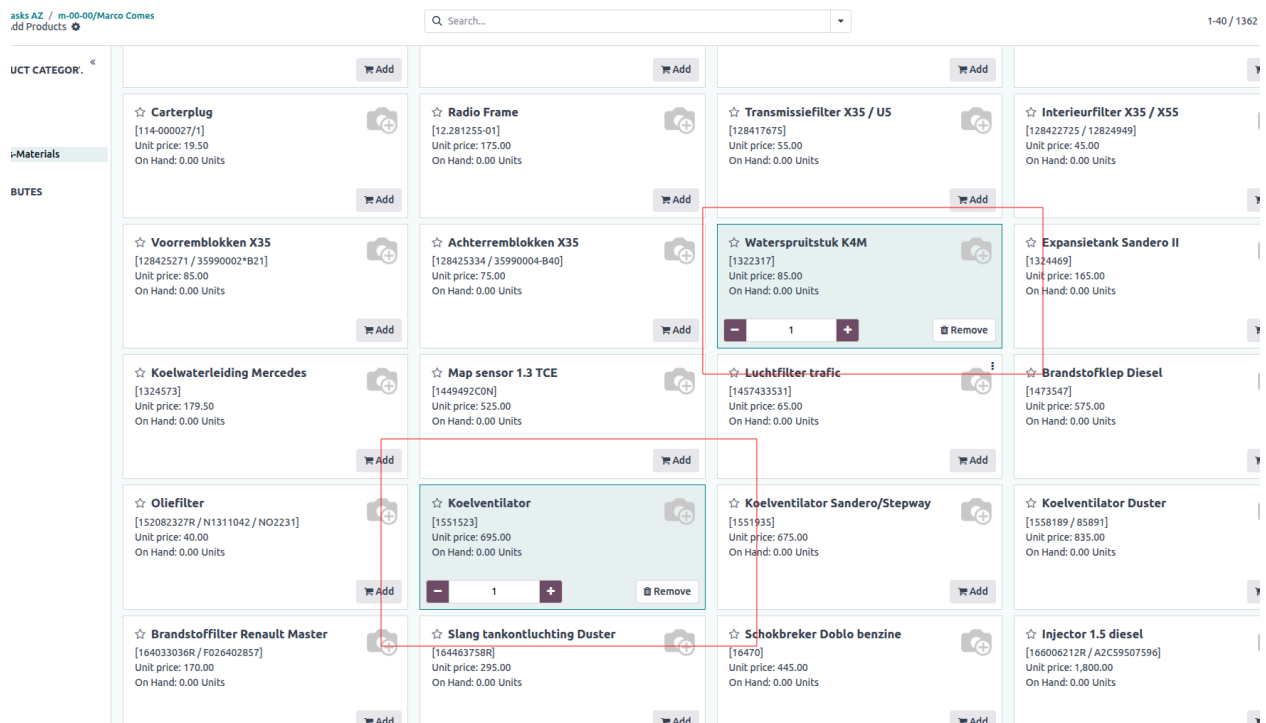 asks AZ / m-00-00/Marco Comes
dd Products
Search...
1-40 / 1362
UCT CATEGOR'.
s-Materials
BUTES
Add
Add
Add
Carterplug
[114-000027/1]
Unit price: 19.50
On Hand: 0.00 Units
Add
Radio Frame
[12.281255-01]
Unit price: 175.00
On Hand: 0.00 Units
Add
Transmissiefilter X35 / U5
[128417675]
Unit price: 55.00
On Hand: 0.00 Units
Add
Interieurfilter X35 / X55
[128422725 / 12824949]
Unit price: 45.00
On Hand: 0.00 Units
Voorremblokken X35
[128425271 / 35990002*B21]
Unit price: 85.00
On Hand: 0.00 Units
Add
Achterremblokken X35
[128425334 / 35990004-B40]
Unit price: 75.00
On Hand: 0.00 Units
Add
Waterspruitstuk K4M
[1322317]
Unit price: 85.00
On Hand: 0.00 Units
− 1 +
Remove
Expansietank Sandero II
[1324469]
Unit price: 165.00
On Hand: 0.00 Units
Koelwaterleiding Mercedes
[1324573]
Unit price: 179.50
On Hand: 0.00 Units
Add
Map sensor 1.3 TCE
[1449492C0N]
Unit price: 525.00
On Hand: 0.00 Units
Add
Luchtfilter trafic
[1457433531]
Unit price: 65.00
On Hand: 0.00 Units
Add
Brandstofklep Diesel
[1473547]
Unit price: 575.00
On Hand: 0.00 Units
Oliefilter
[152082327R / N1311042 / NO2231]
Unit price: 40.00
On Hand: 0.00 Units
Add
Koelventilator
[1551523]
Unit price: 695.00
On Hand: 0.00 Units
− 1 +
Remove
Koelventilator Sandero/Stepway
[1551935]
Unit price: 675.00
On Hand: 0.00 Units
Add
Koelventilator Duster
[1558189 / 85891]
Unit price: 835.00
On Hand: 0.00 Units
Brandstoffilter Renault Master
[164033036R / F026402857]
Unit price: 170.00
On Hand: 0.00 Units
Add
Slang tankontluchting Duster
[164463758R]
Unit price: 295.00
On Hand: 0.00 Units
Add
Schokbreker Doblo benzine
[16470]
Unit price: 445.00
On Hand: 0.00 Units
Add
Injector 1.5 diesel
[166006212R / A2C59507596]
Unit price: 1,800.00
On Hand: 0.00 Units